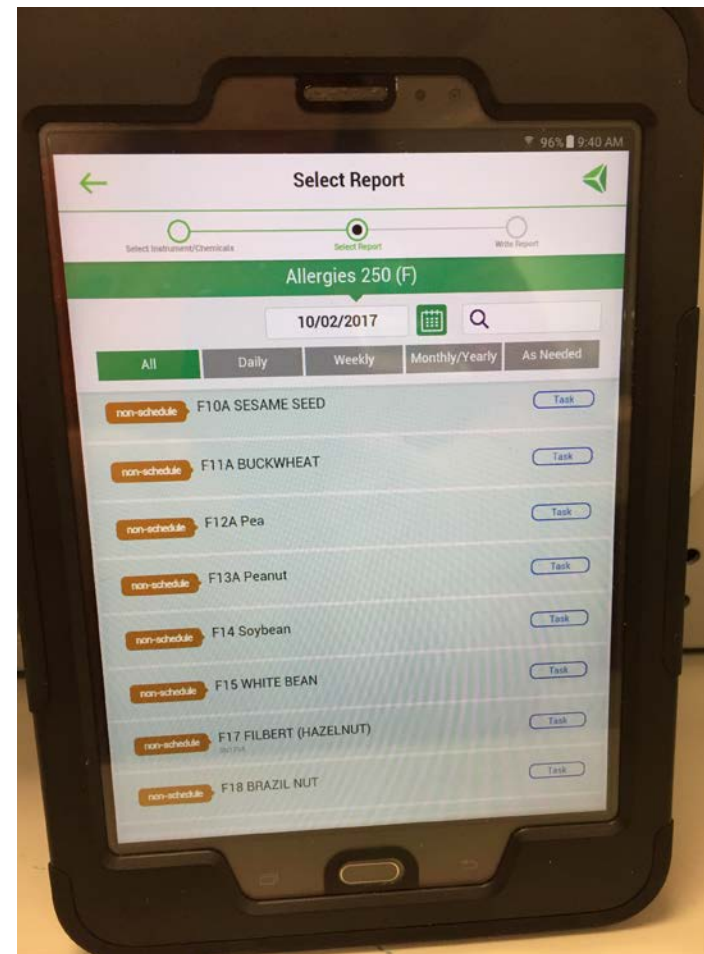 96% 9:40 AM
Select Report
Select Instrument/Chemicals Select Report Write Report
Allergies 250 (F)
10/02/2017
All Daily Weekly Monthly/Yearly As Needed
non-schedule F10A SESAME SEED Task
non-schedule F11A BUCKWHEAT Task
non-schedule F12A Pea Task
non-schedule F13A Peanut Task
non-schedule F14 Soybean Task
non-schedule F15 WHITE BEAN Task
non-schedule F17 FILBERT (HAZELNUT) Task
non-schedule F18 BRAZIL NUT Task